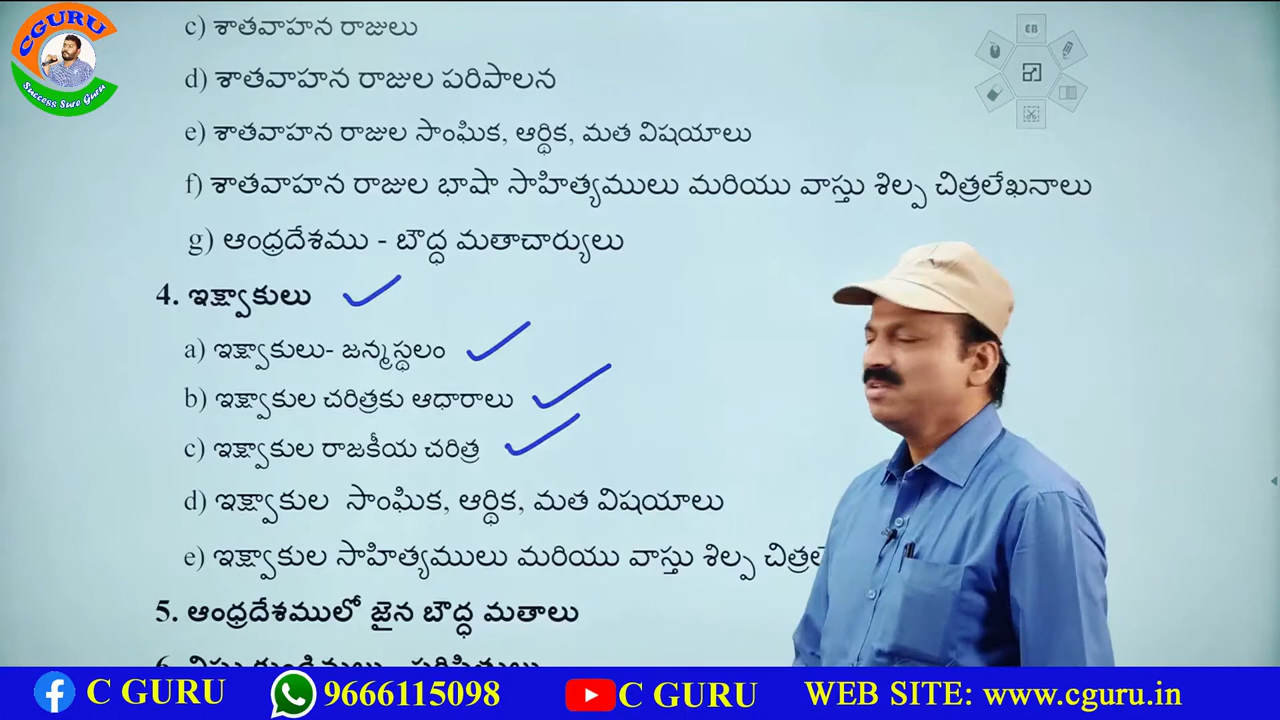 CGURU
Success Sure Guru
EB
c) శాతవాహన రాజులు
d) శాతవాహన రాజుల పరిపాలన
e) శాతవాహన రాజుల సాంఘిక, ఆర్థిక, మత విషయాలు
f) శాతవాహన రాజుల భాషా సాహిత్యములు మరియు వాస్తు శిల్ప చిత్రలేఖనాలు
g) ఆంధ్రదేశము - బౌద్ధ మతాచార్యులు
4. ఇక్ష్వాకులు
a) ఇక్ష్వాకులు- జన్మస్థలం
b) ఇక్ష్వాకుల చరిత్రకు ఆధారాలు
c) ఇక్ష్వాకుల రాజకీయ చరిత్ర
d) ఇక్ష్వాకుల సాంఘిక, ఆర్థిక, మత విషయాలు
e) ఇక్ష్వాకుల సాహిత్యములు మరియు వాస్తు శిల్ప
5. ఆంధ్రదేశములో జైన బౌద్ధ మతాలు
6.
C GURU 9666115098 C GURU WEB SITE: www.cguru.in